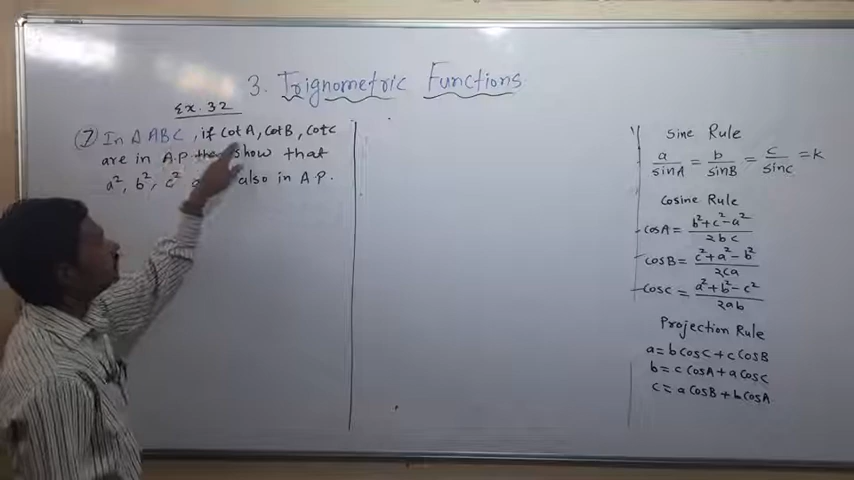 3. Trignometric Functions
Ex. 32
(7) In Δ ABC, if Cot A, Cot B, Cot C
are in A.P then show that
a², b², c² also in A.P.
Sine Rule
a/sinA = b/sinB = c/sinc = K
Cosine Rule
CosA = b²+c²-a²/2bc
CosB = c²+a²-b²/2ca
Cosc = a²+b²-c²/2ab
Projection Rule
a = b cosC + c CosB
b = c CosA + a Cosc
c = a CosB + b CosA